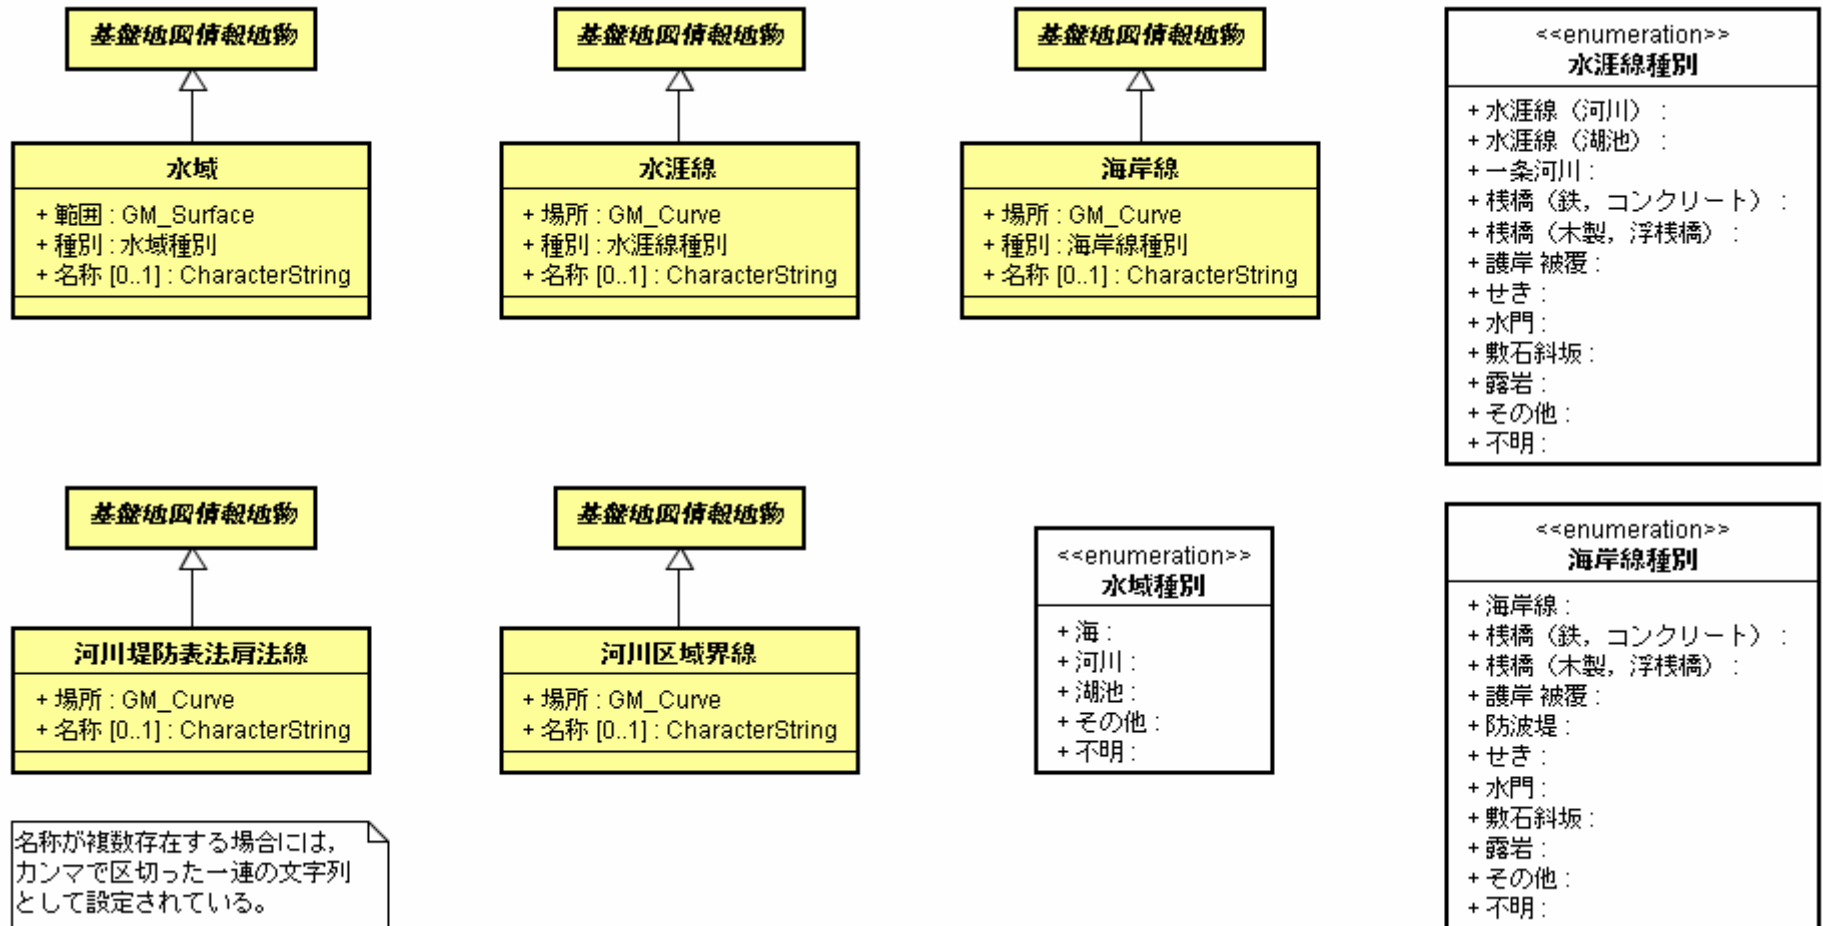 基盤地図情報地物
水域
+ 範囲 : GM_Surface
+ 種別 : 水域種別
+ 名称 [0..1] : CharacterString
基盤地図情報地物
水涯線
+ 場所 : GM_Curve
+ 種別 : 水涯線種別
+ 名称 [0..1] : CharacterString
基盤地図情報地物
海岸線
+ 場所 : GM_Curve
+ 種別 : 海岸線種別
+ 名称 [0..1] : CharacterString
<<enumeration>>
水涯線種別
+ 水涯線（河川） :
+ 水涯線（湖池） :
+ 一条河川 :
+ 桟橋（鉄，コンクリート） :
+ 桟橋（木製，浮桟橋） :
+ 護岸 被覆 :
+ せき :
+ 水門 :
+ 敷石斜坂 :
+ 露岩 :
+ その他 :
+ 不明 :
基盤地図情報地物
河川堤防表法肩法線
+ 場所 : GM_Curve
+ 名称 [0..1] : CharacterString
基盤地図情報地物
河川区域界線
+ 場所 : GM_Curve
+ 名称 [0..1] : CharacterString
<<enumeration>>
水域種別
+ 海 :
+ 河川 :
+ 湖池 :
+ その他 :
+ 不明 :
<<enumeration>>
海岸線種別
+ 海岸線 :
+ 桟橋（鉄，コンクリート） :
+ 桟橋（木製，浮桟橋） :
+ 護岸 被覆 :
+ 防波堤 :
+ せき :
+ 水門 :
+ 敷石斜坂 :
+ 露岩 :
+ その他 :
+ 不明 :
名称が複数存在する場合には，
カンマで区切った一連の文字列
として設定されている。